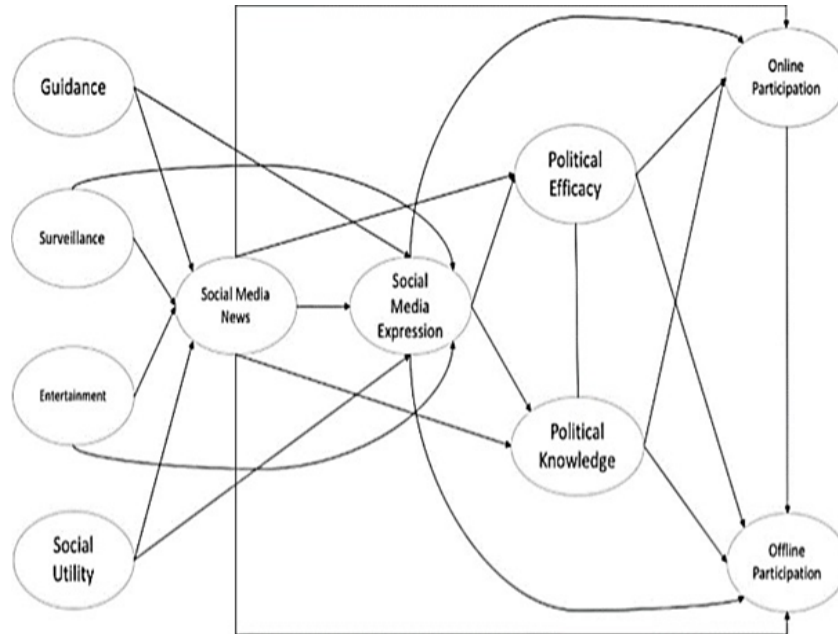 Guidance
Surveillance
Entertainment
Social
Utility
Social Media
News
Social
Media
Expression
Political
Efficacy
Political
Knowledge
Online
Participation
Offline
Participation